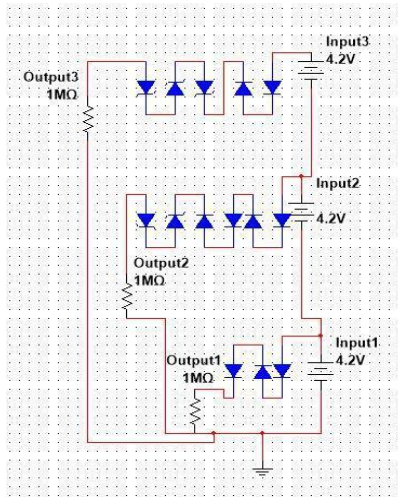 Input3
4.2V
Output3
1MΩ
Input2
4.2V
Output2
1MΩ
Input1
4.2V
Output1
1MΩ